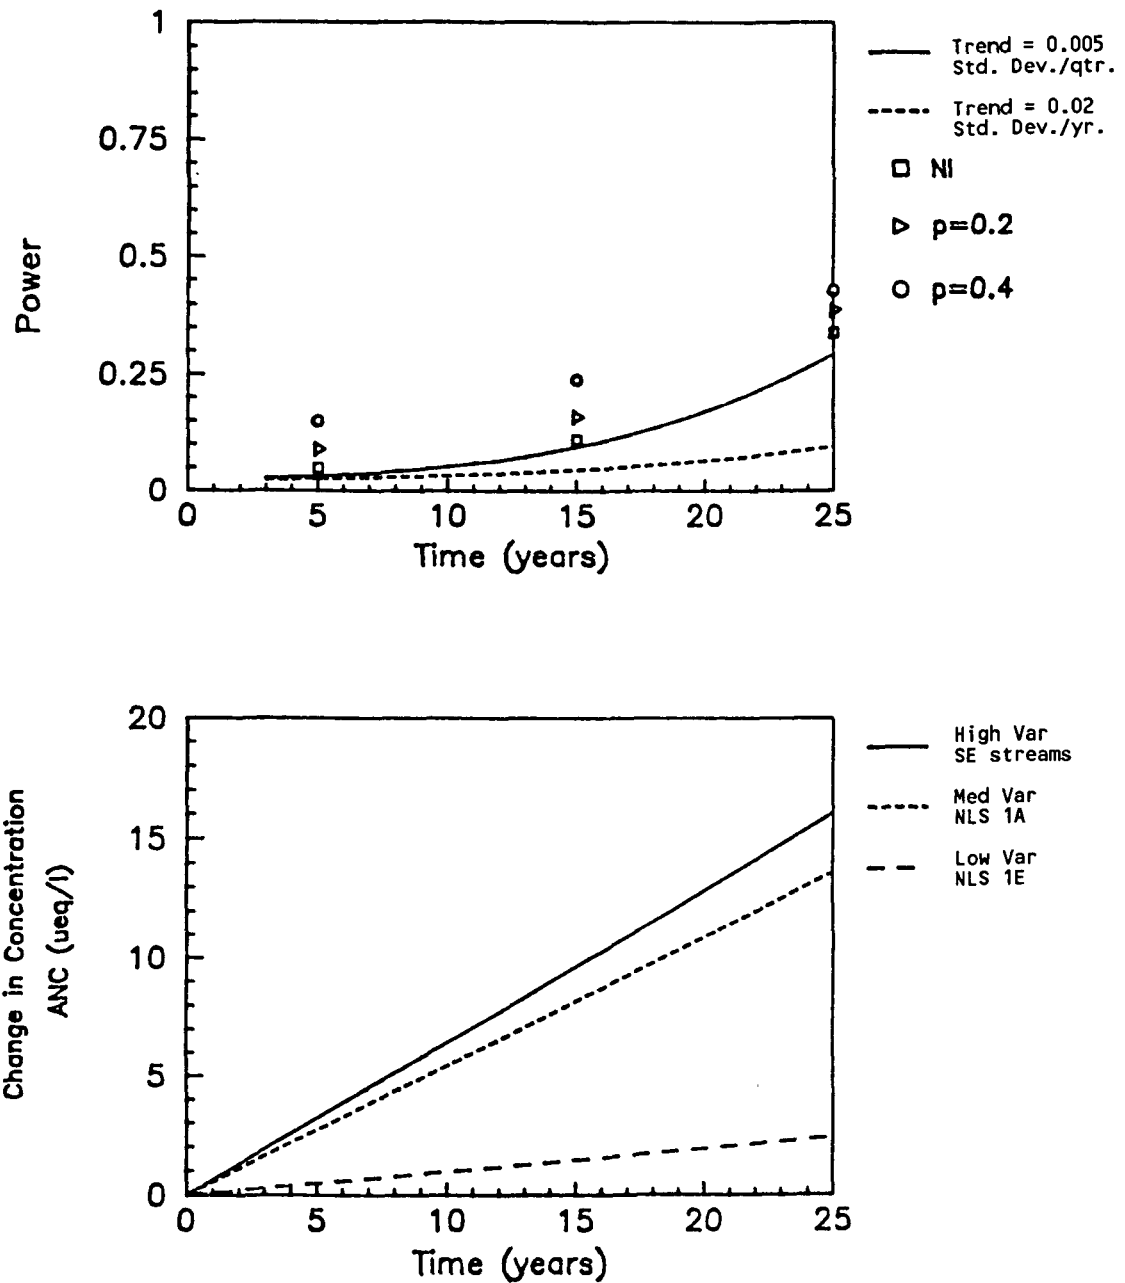 1
0.75
0.5
0.25
0
Power
0
5
10
15
20
25
Time (years)
Trend = 0.005
Std. Dev./qtr.
Trend = 0.02
Std. Dev./yr.
NI
p=0.2
p=0.4
20
15
10
5
0
Change in Concentration
ANC (ueq/l)
0
5
10
15
20
25
Time (years)
High Var
SE streams
Med Var
NLS 1A
Low Var
NLS 1E